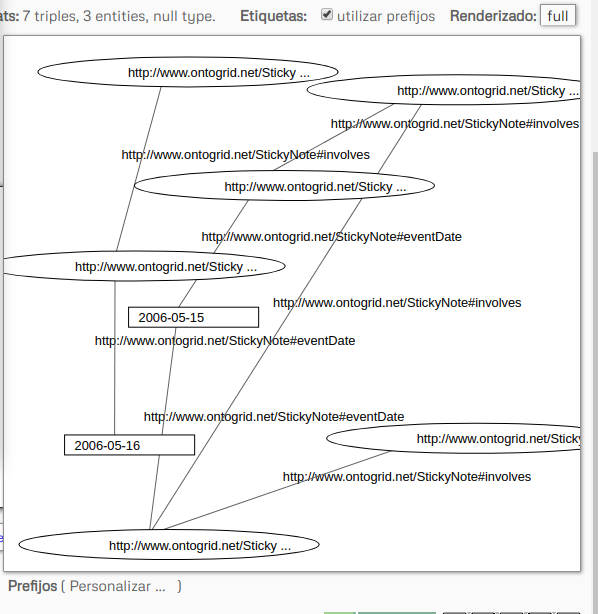 ts: 7 triples, 3 entities, null type. Etiquetas: utilizar prefijos Renderizado: full
http://www.ontogrid.net/Sticky ...
http://www.ontogrid.net/Sticky ...
http://www.ontogrid.net/StickyNote#involves
http://www.ontogrid.net/StickyNote#involves
http://www.ontogrid.net/Sticky ...
http://www.ontogrid.net/StickyNote#eventDate
http://www.ontogrid.net/Sticky ...
http://www.ontogrid.net/StickyNote#involves
2006-05-15
http://www.ontogrid.net/StickyNote#eventDate
http://www.ontogrid.net/StickyNote#eventDate
2006-05-16
http://www.ontogrid.net/Stick
http://www.ontogrid.net/StickyNote#involves
http://www.ontogrid.net/Sticky ...
Prefijos ( Personalizar ... )